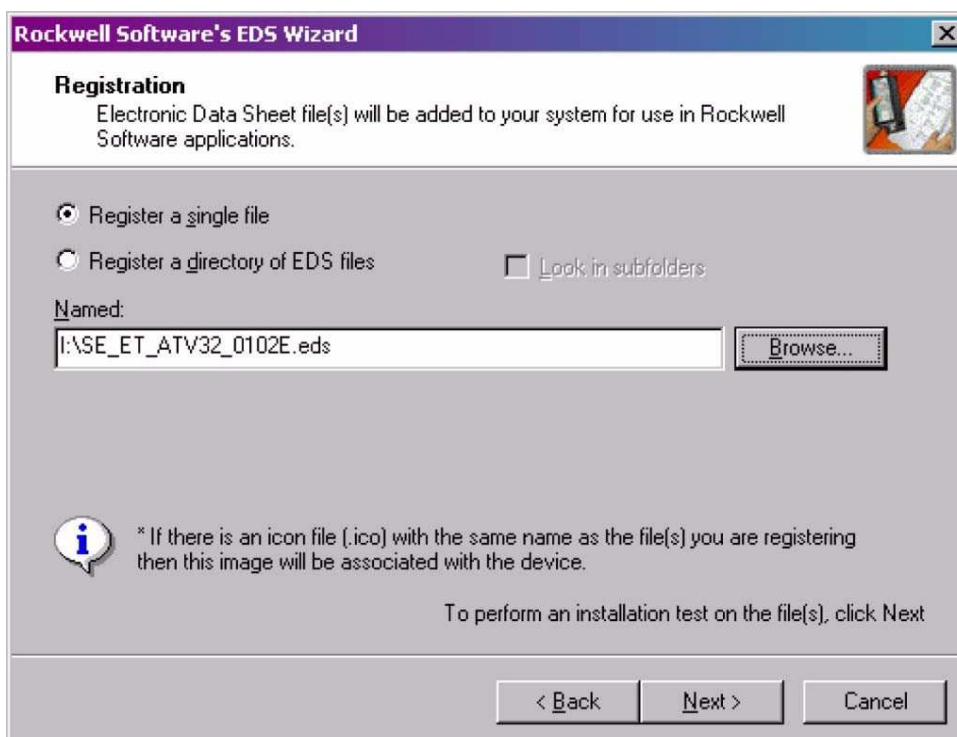 Rockwell Software's EDS Wizard
Registration
Electronic Data Sheet file(s) will be added to your system for use in Rockwell
Software applications.
Register a single file
Register a directory of EDS files
Look in subfolders
Named:
I:\SE_ET_ATV32_0102E.eds
Browse...
* If there is an icon file (.ico) with the same name as the file(s) you are registering
then this image will be associated with the device.
To perform an installation test on the file(s), click Next
< Back
Next >
Cancel